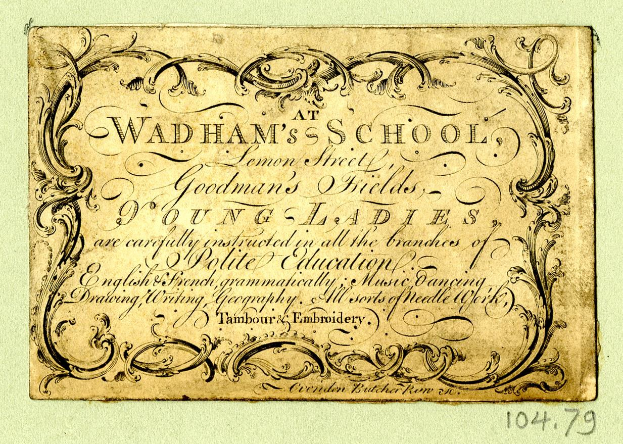 AT
WADHAM's SCHOOL,
Lemon Street,
Goodman's Fields,
YOUNG LADIES,
are carefully instructed in all the branches of
Polite Education,
English & French, grammatically; Music, Dancing
Drawing, Writing, Geography. All sorts of Needle Work,
Tambour & Embroidery.
Ovenden Butcher Row sc.
104.79